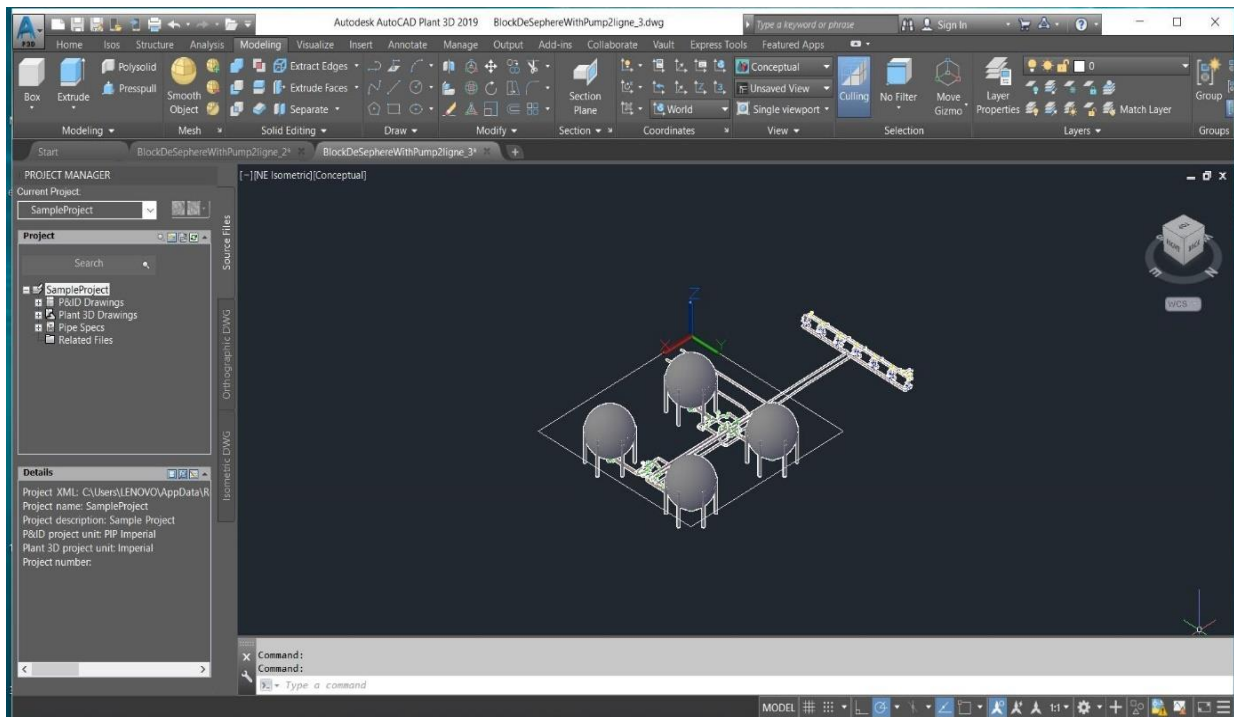 Autodesk AutoCAD Plant 3D 2019 BlockDeSephereWithPump2ligne_3.dwg Type a keyword or phrase Sign In
P3D Home Isos Structure Analysis Modeling Visualize Insert Annotate Manage Output Add-ins Collaborate Vault Express Tools Featured Apps
Polysolid Extract Edges Conceptual 0
Box Extrude Presspull Smooth Object Extrude Faces Section Plane Unsaved View Culling No Filter Move Gizmo Layer Properties Group
Separate World Single viewport Match Layer
Modeling Mesh Solid Editing Draw Modify Section Coordinates View Selection Layers Groups
Start BlockDeSephereWithPump2ligne_2* BlockDeSephereWithPump2ligne_3*
PROJECT MANAGER [−][NE Isometric][Conceptual]
Current Project:
SampleProject
Project
Search
SampleProject
P&ID Drawings
Plant 3D Drawings
Pipe Specs
Related Files
Source Files
Orthographic DWG
Isometric DWG
Z
X Y
BACK
E N
WCS
Details
Project XML: C:\Users\LENOVO\AppData\R
Project name: SampleProject
Project description: Sample Project
P&ID project unit: PIP Imperial
Plant 3D project unit: Imperial
Project number:
Command:
Command:
Type a command
MODEL 1:1